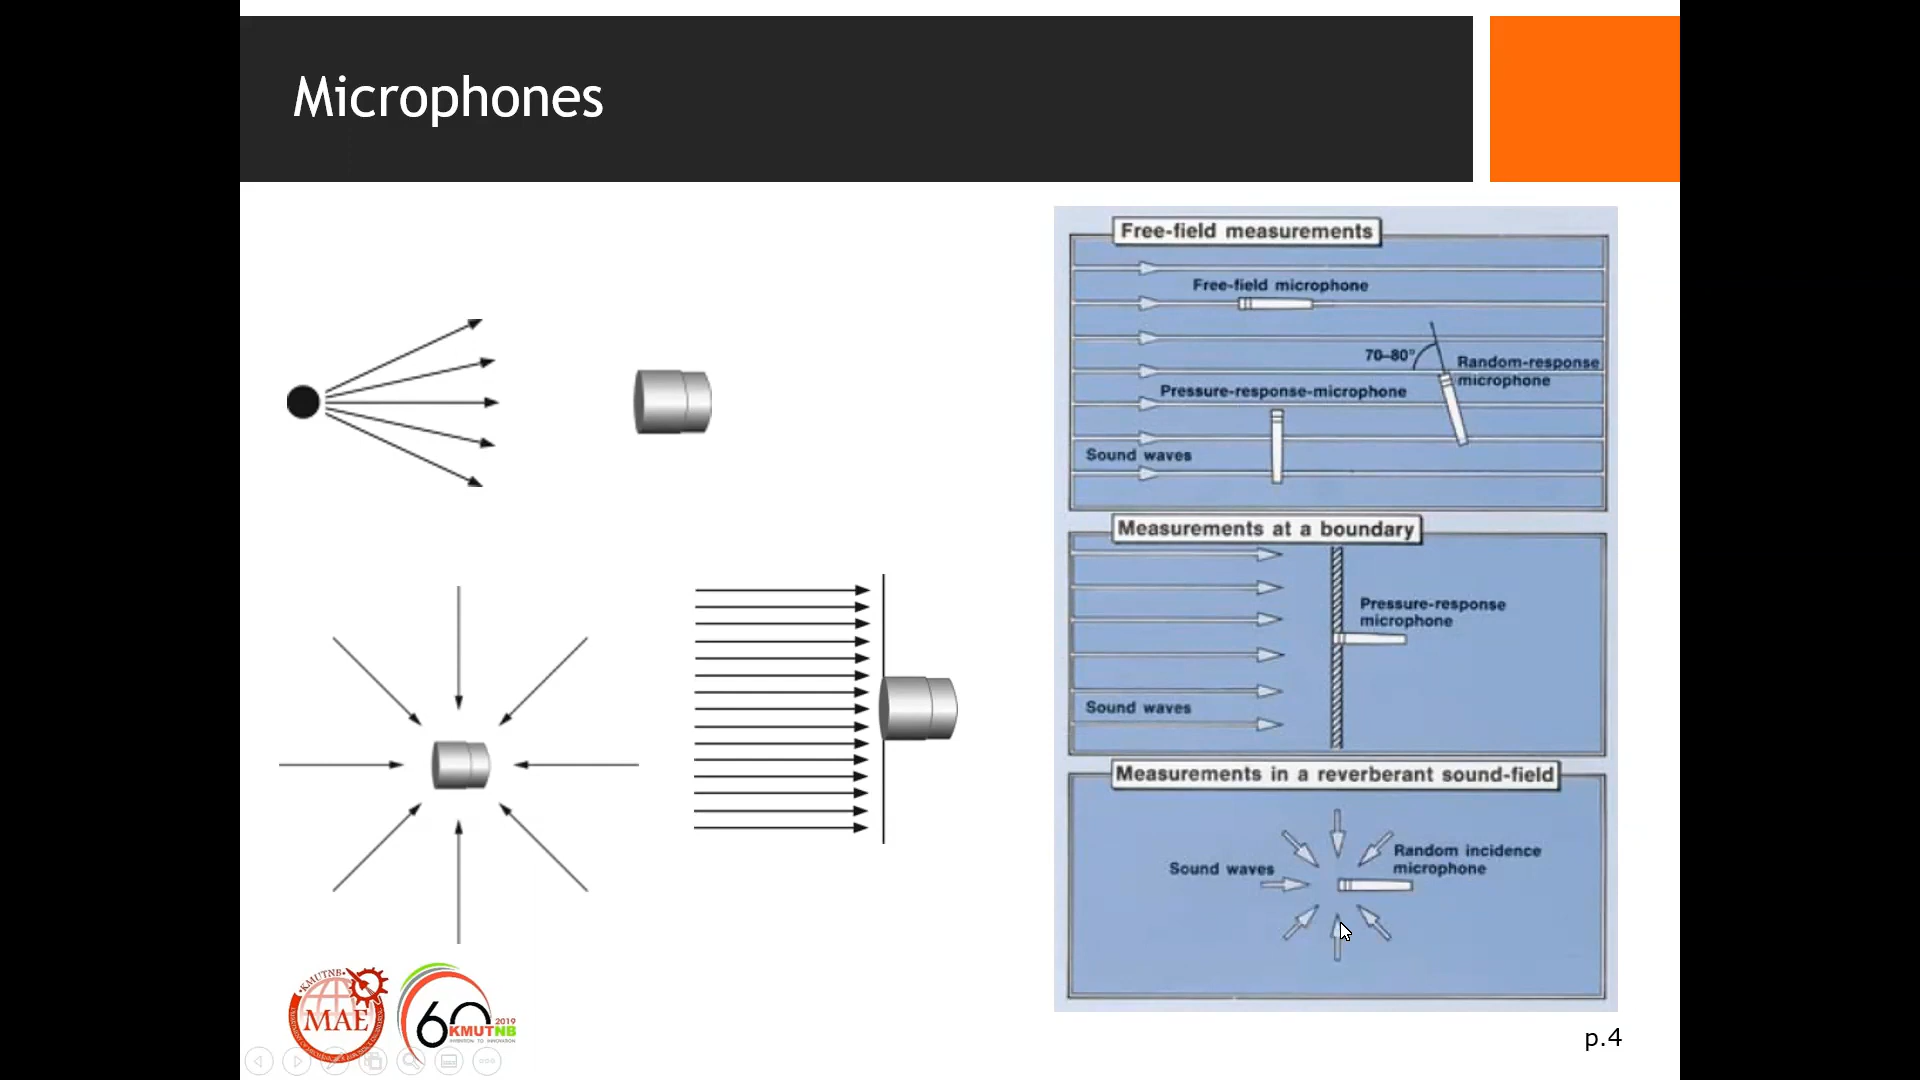 Microphones
Free-field measurements
Free-field microphone
70–80°
Random-response
microphone
Pressure-response-microphone
Sound waves
Measurements at a boundary
Pressure-response
microphone
Sound waves
Measurements in a reverberant sound-field
Sound waves
Random incidence
microphone
KMUTNB
MAE
60
2019
KMUTNB
p.4